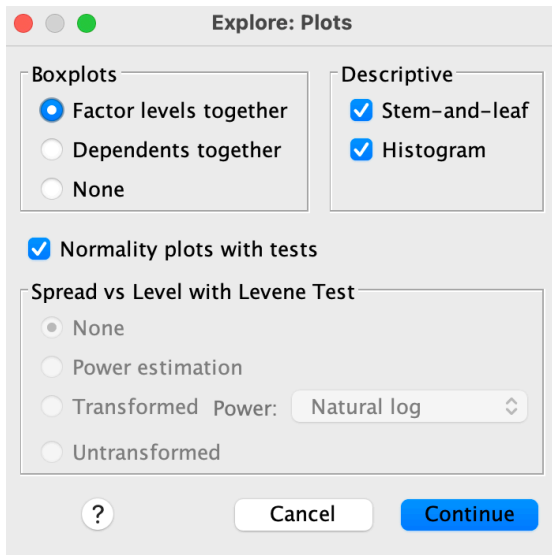 Explore: Plots
Boxplots
Factor levels together
Dependents together
None
Descriptive
Stem-and-leaf
Histogram
Normality plots with tests
Spread vs Level with Levene Test
None
Power estimation
Transformed Power: Natural log
Untransformed
? Cancel Continue